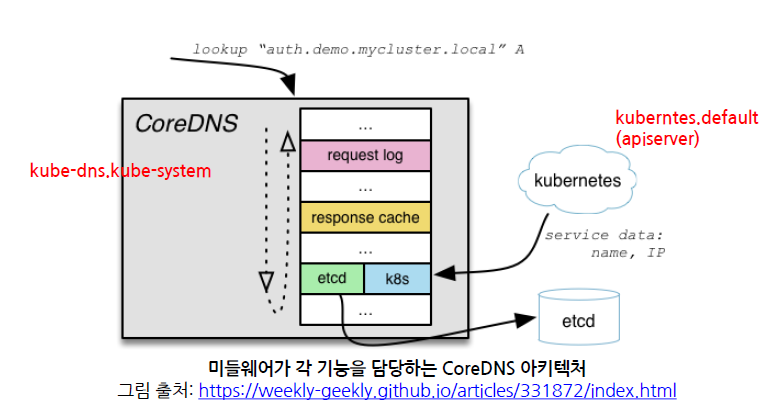 lookup “auth.demo.mycluster.local” A
CoreDNS
...
request log
...
response cache
...
etcd
k8s
...
kube-dns.kube-system
kuberntes.default
(apiserver)
kubernetes
service data:
name, IP
etcd
미들웨어가 각 기능을 담당하는 CoreDNS 아키텍처
그림 출처: https://weekly-geekly.github.io/articles/331872/index.html